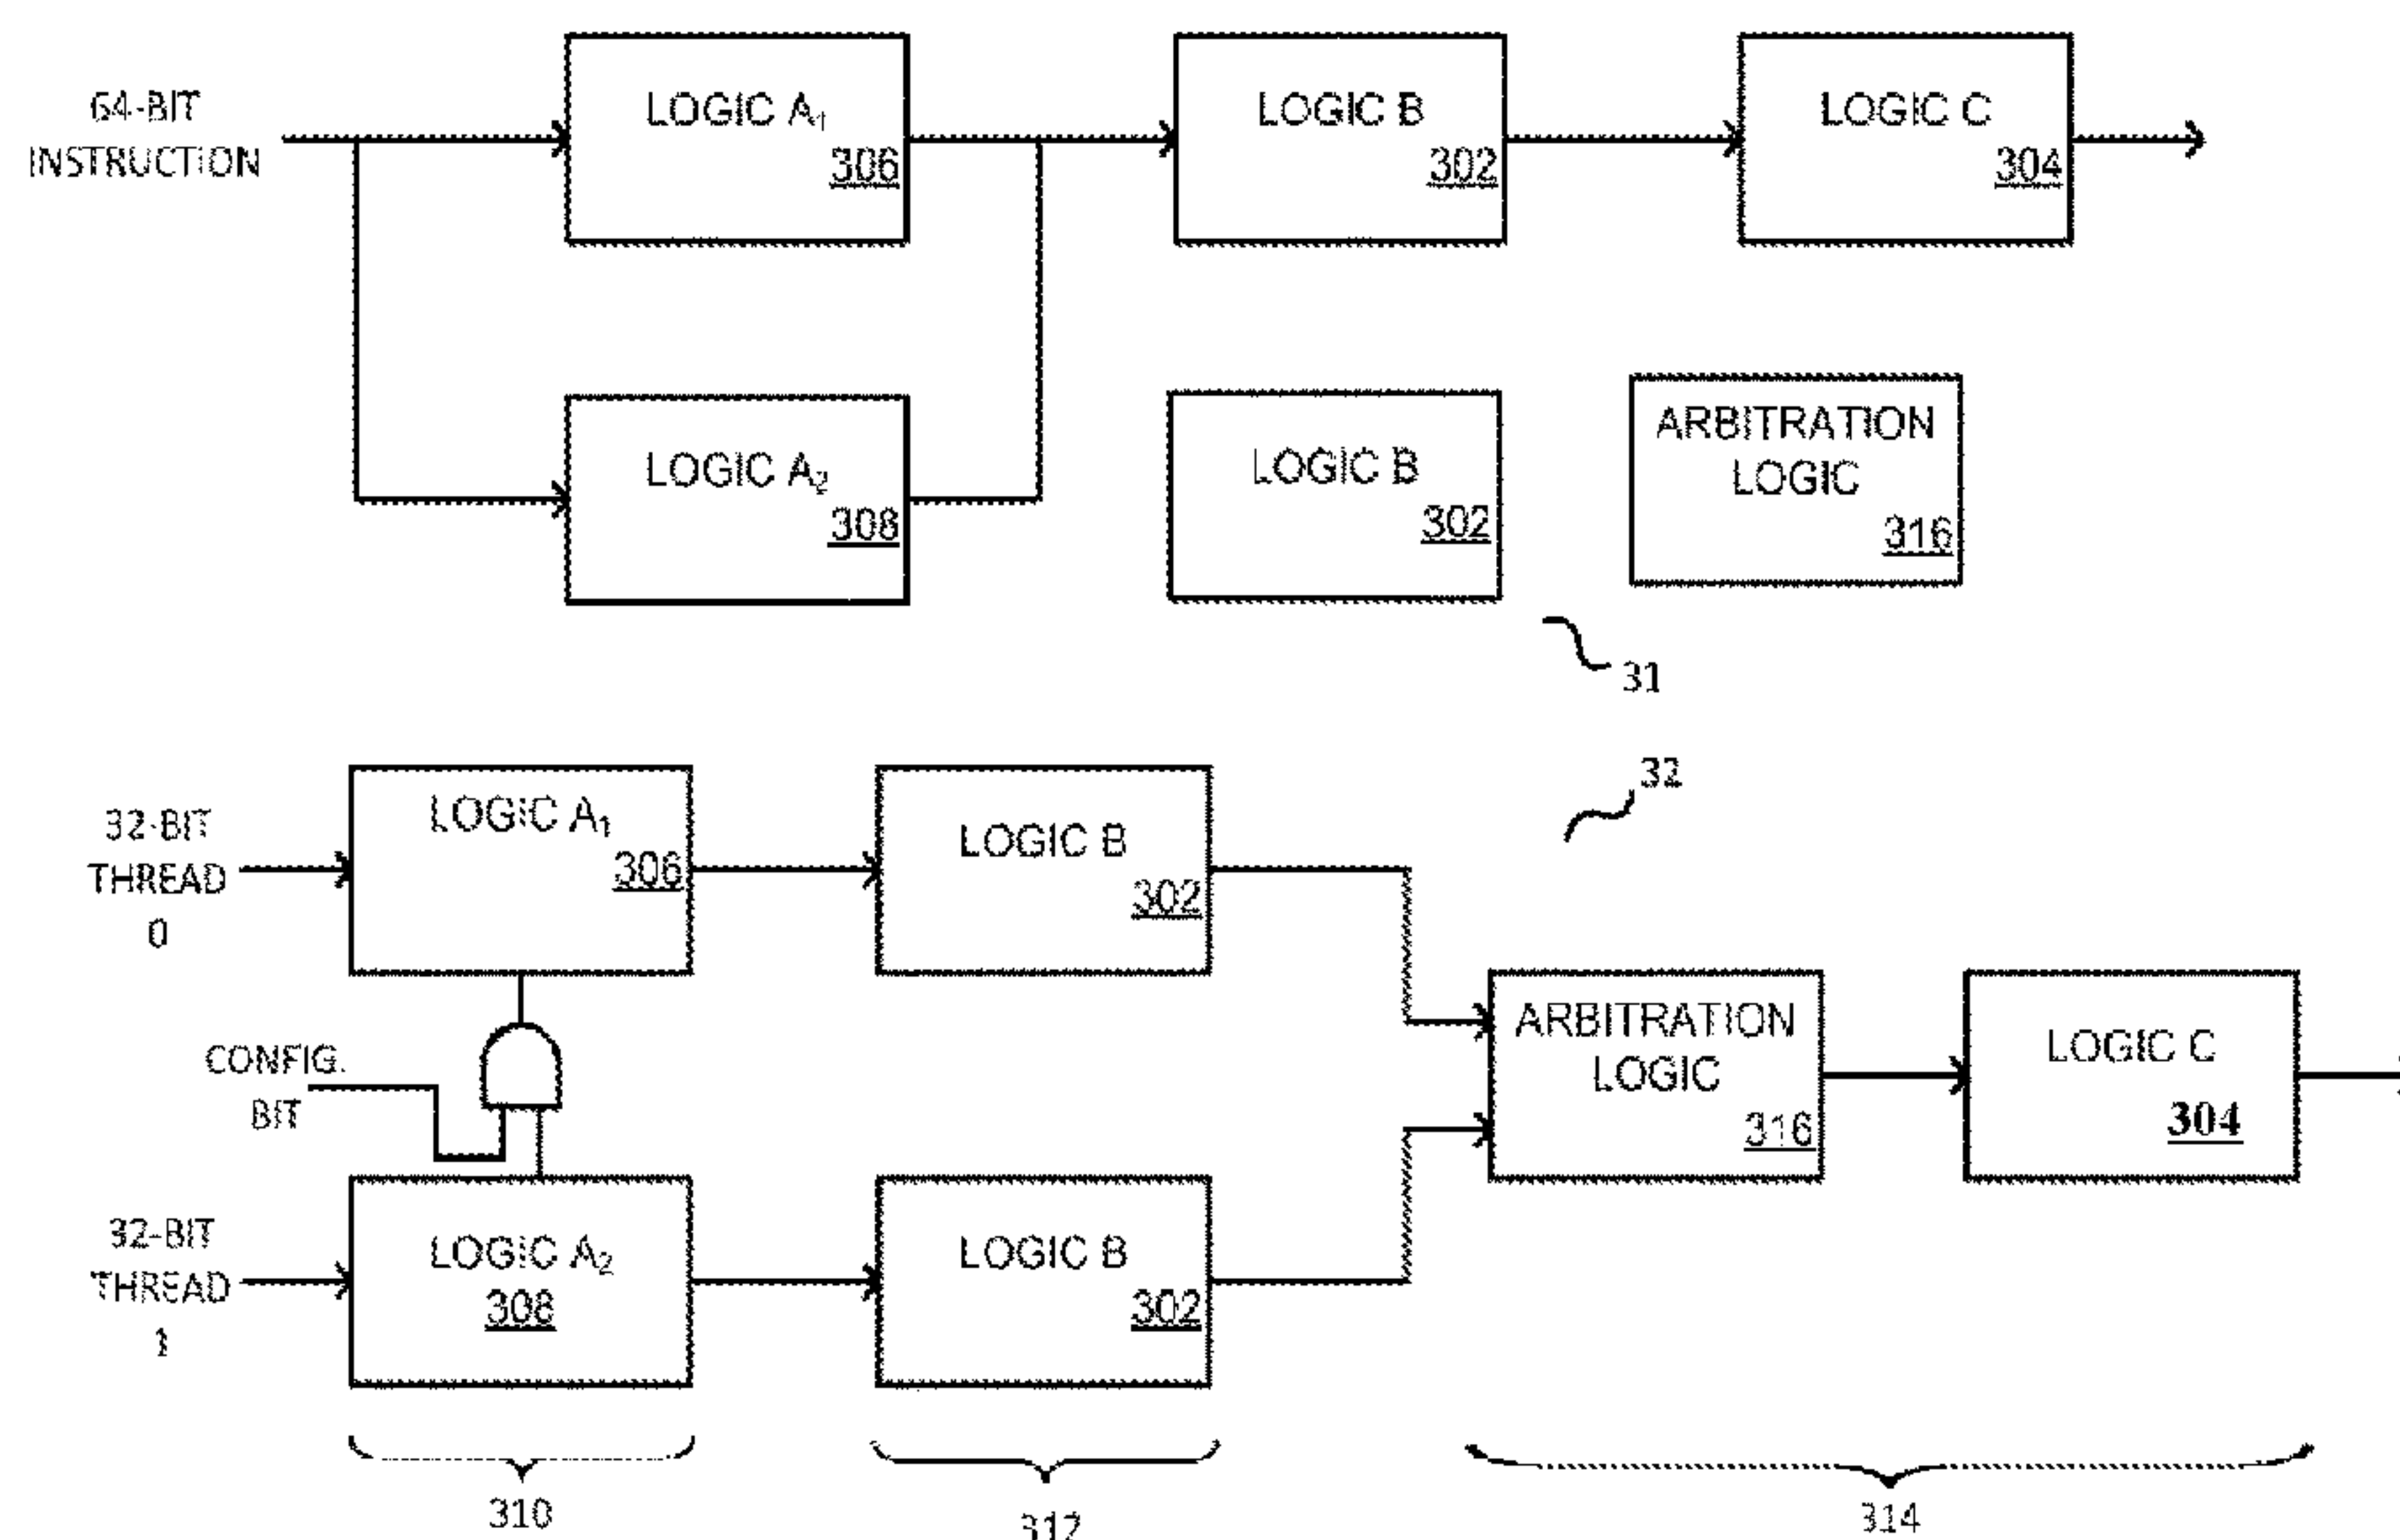 64-BIT
INSTRUCTION
LOGIC A₁
306
LOGIC B
302
LOGIC C
304
LOGIC A₂
308
LOGIC B
302
ARBITRATION
LOGIC
316
31
32
32-BIT
THREAD
0
LOGIC A₁
306
LOGIC B
302
CONFIG.
BIT
ARBITRATION
LOGIC
316
LOGIC C
304
32-BIT
THREAD
1
LOGIC A₂
308
LOGIC B
302
310
312
314